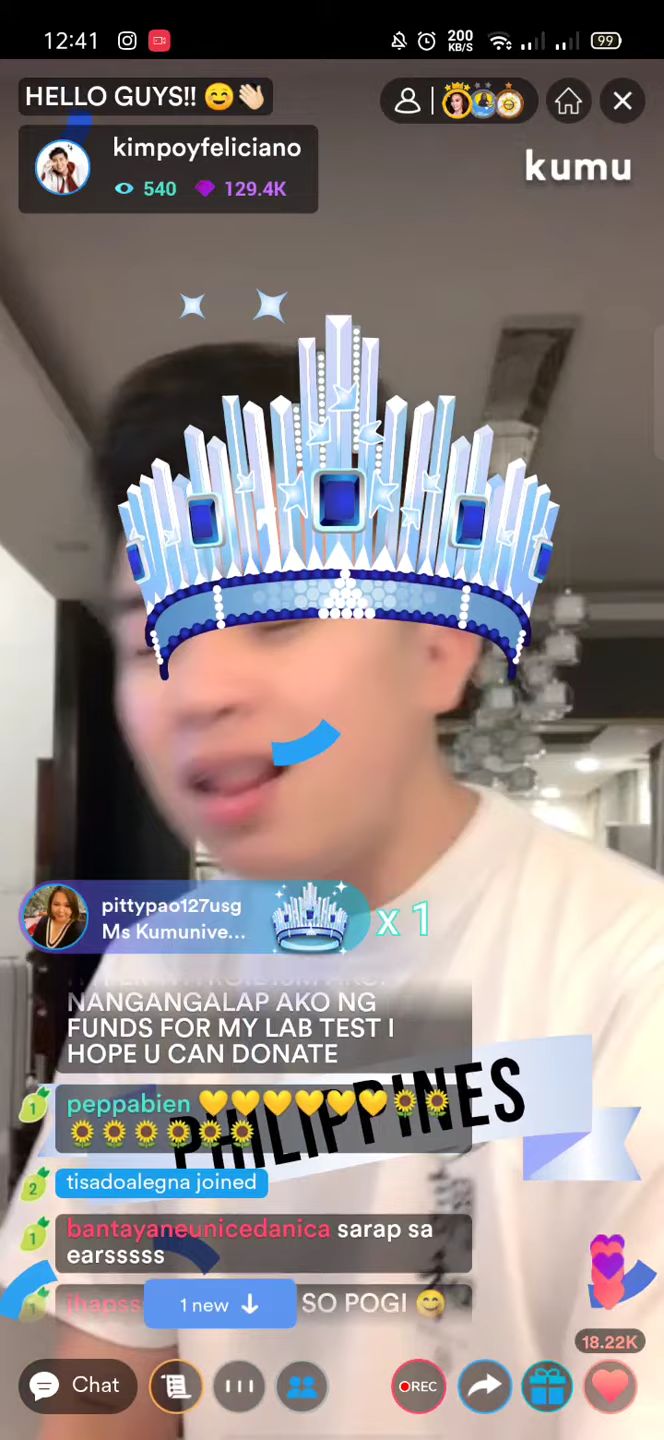 12:41
200
KB/S
99
HELLO GUYS!! 😊👋🏻
kimpoyfeliciano
540 129.4K
kumu
pittypao127usg
Ms Kumunive...
x 1
NANGANGALAP AKO NG
FUNDS FOR MY LAB TEST I
HOPE U CAN DONATE
PHILIPPINES
1 peppabien 💛💛💛💛💛💛🌻🌻
🌻🌻🌻🌻🌻🌻
2 tisadoalegna joined
1 bantayaneunicedanica sarap sa
earsssss
1 jhapss SO POGI 😊
1 new ↓
18.22K
Chat
REC